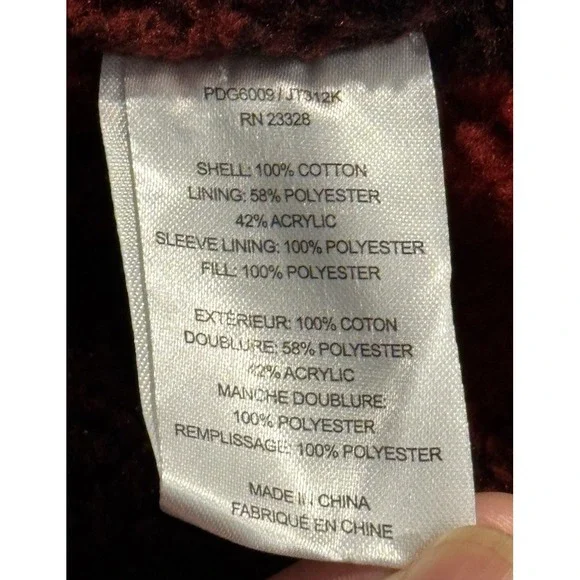 PDG6009 / JT312K
RN 23328
SHELL: 100% COTTON
LINING: 58% POLYESTER
42% ACRYLIC
SLEEVE LINING: 100% POLYESTER
FILL: 100% POLYESTER
EXTÉRIEUR: 100% COTON
DOUBLURE: 58% POLYESTER
42% ACRYLIC
MANCHE DOUBLURE:
100% POLYESTER
REMPLISSAGE: 100% POLYESTER
MADE IN CHINA
FABRIQUÉ EN CHINE